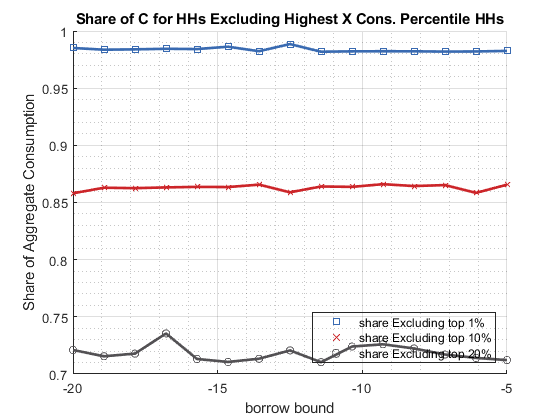 Share of C for HHs Excluding Highest X Cons. Percentile HHs
Share of Aggregate Consumption
1
0.95
0.9
0.85
0.8
0.75
0.7
share Excluding top 1%
share Excluding top 10%
share Excluding top 20%
-20
-15
-10
-5
borrow bound